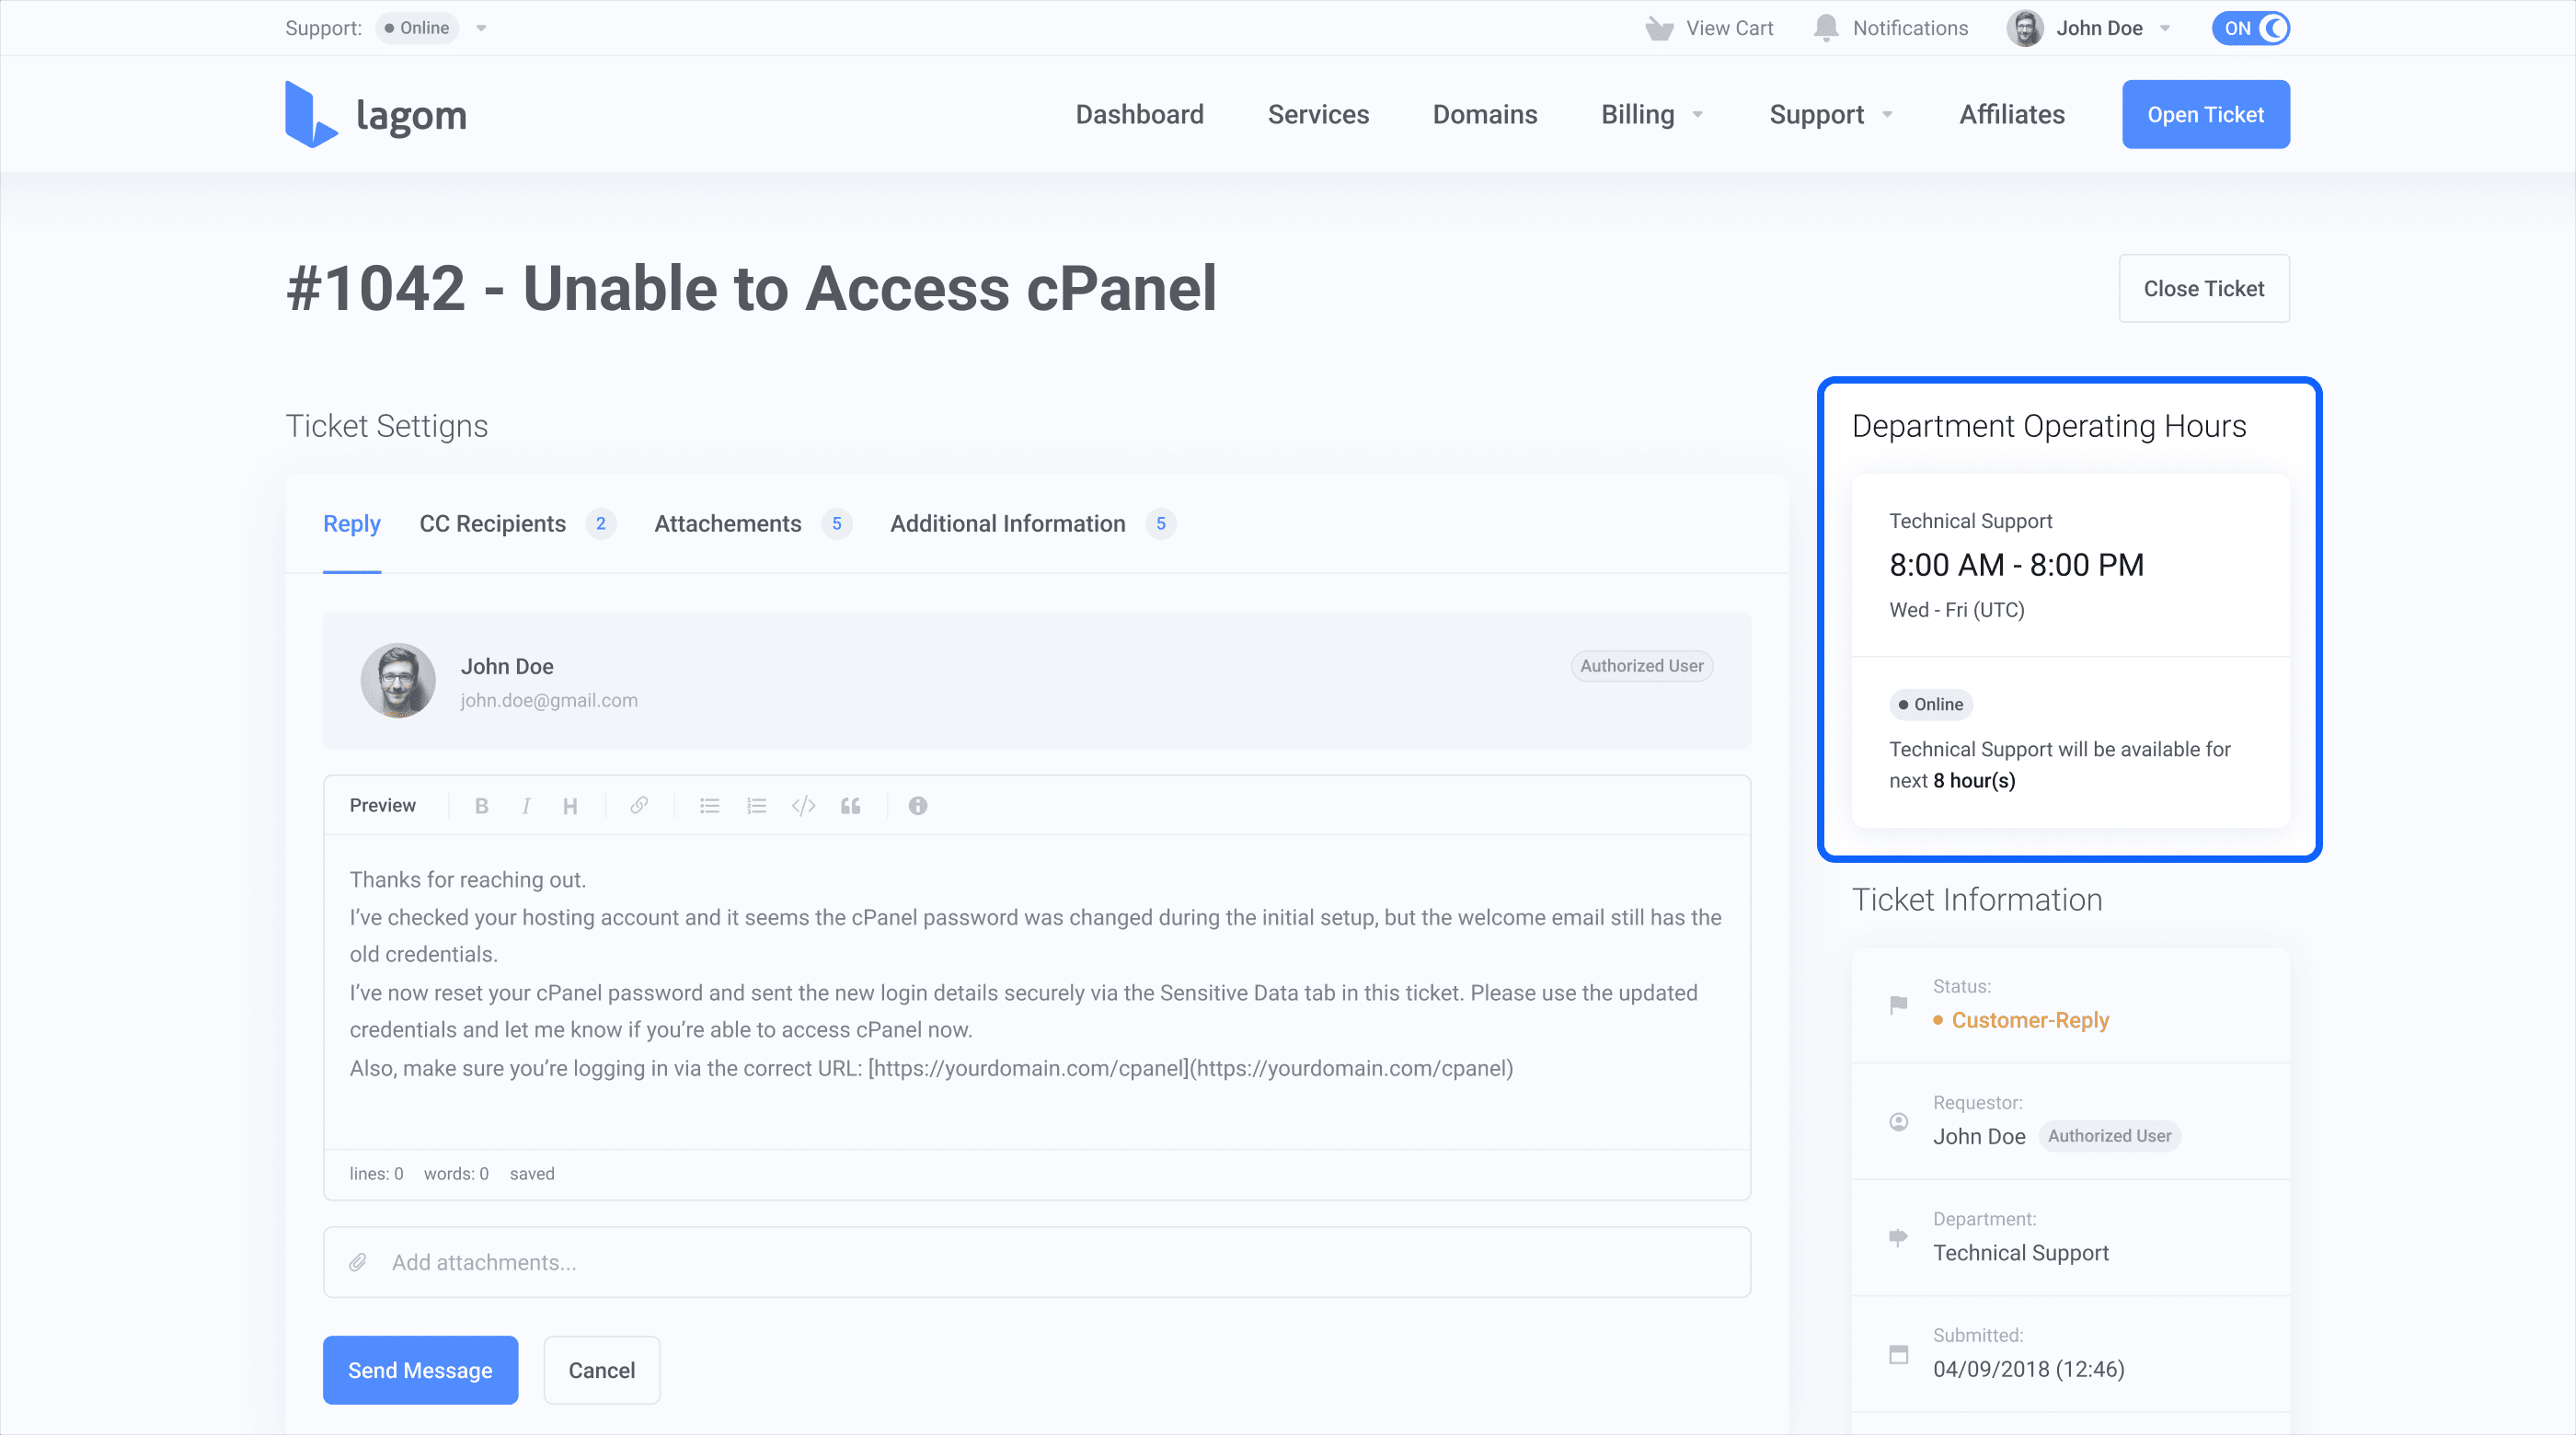 Support: Online
View Cart
Notifications
John Doe
ON
lagom
Dashboard
Services
Domains
Billing
Support
Affiliates
Open Ticket
#1042 - Unable to Access cPanel
Close Ticket
Ticket Settigns
Reply
CC Recipients 2
Attachements 5
Additional Information 5
John Doe
john.doe@gmail.com
Authorized User
Preview
B I H
Thanks for reaching out.
I’ve checked your hosting account and it seems the cPanel password was changed during the initial setup, but the welcome email still has the
old credentials.
I’ve now reset your cPanel password and sent the new login details securely via the Sensitive Data tab in this ticket. Please use the updated
credentials and let me know if you’re able to access cPanel now.
Also, make sure you’re logging in via the correct URL: [https://yourdomain.com/cpanel](https://yourdomain.com/cpanel)
lines: 0 words: 0 saved
Add attachments...
Send Message
Cancel
Department Operating Hours
Technical Support
8:00 AM - 8:00 PM
Wed - Fri (UTC)
Online
Technical Support will be available for
next 8 hour(s)
Ticket Information
Status:
Customer-Reply
Requestor:
John Doe Authorized User
Department:
Technical Support
Submitted:
04/09/2018 (12:46)